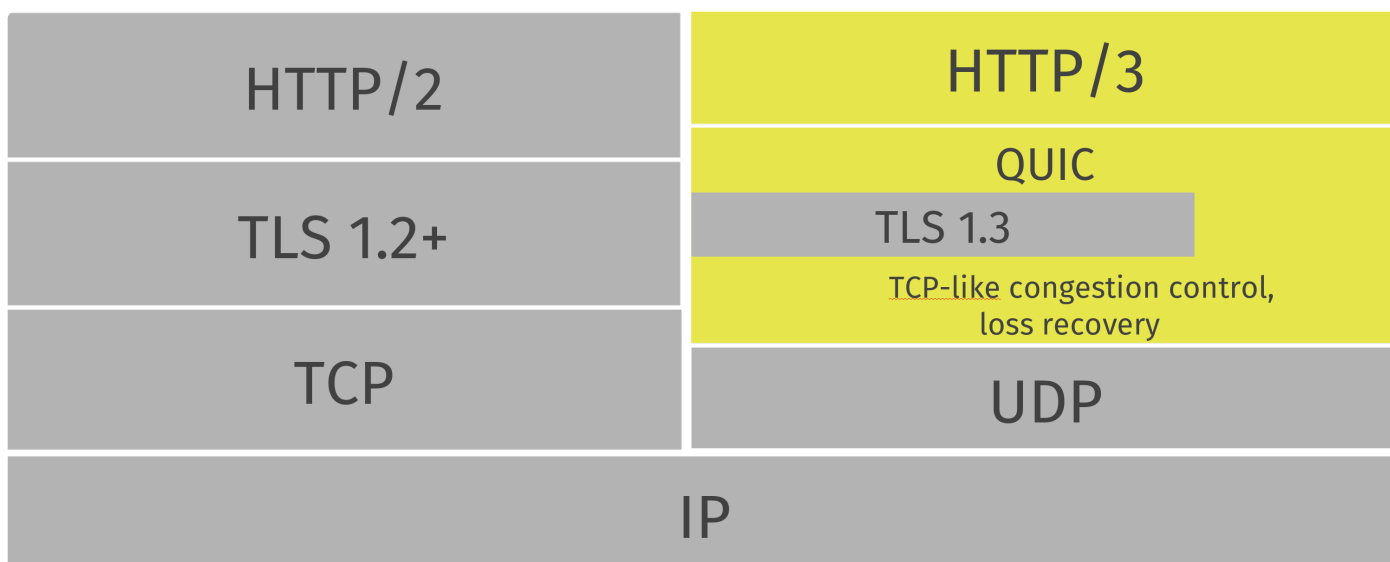 HTTP/2
TLS 1.2+
TCP
HTTP/3
QUIC
TLS 1.3
TCP-like congestion control,
loss recovery
UDP
IP